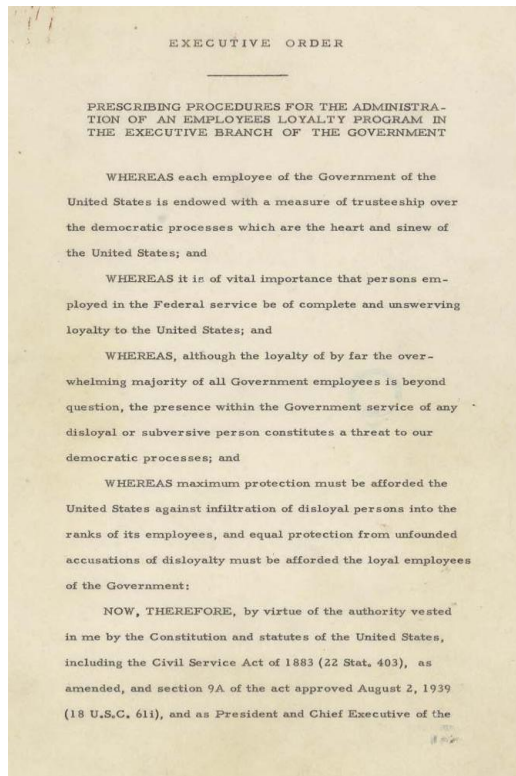 EXECUTIVE ORDER
PRESCRIBING PROCEDURES FOR THE ADMINISTRA-
TION OF AN EMPLOYEES LOYALTY PROGRAM IN
THE EXECUTIVE BRANCH OF THE GOVERNMENT
WHEREAS each employee of the Government of the
United States is endowed with a measure of trusteeship over
the democratic processes which are the heart and sinew of
the United States; and
WHEREAS it is of vital importance that persons em-
ployed in the Federal service be of complete and unswerving
loyalty to the United States; and
WHEREAS, although the loyalty of by far the over-
whelming majority of all Government employees is beyond
question, the presence within the Government service of any
disloyal or subversive person constitutes a threat to our
democratic processes; and
WHEREAS maximum protection must be afforded the
United States against infiltration of disloyal persons into the
ranks of its employees, and equal protection from unfounded
accusations of disloyalty must be afforded the loyal employees
of the Government:
NOW, THEREFORE, by virtue of the authority vested
in me by the Constitution and statutes of the United States,
including the Civil Service Act of 1883 (22 Stat. 403), as
amended, and section 9A of the act approved August 2, 1939
(18 U.S.C. 61i), and as President and Chief Executive of the